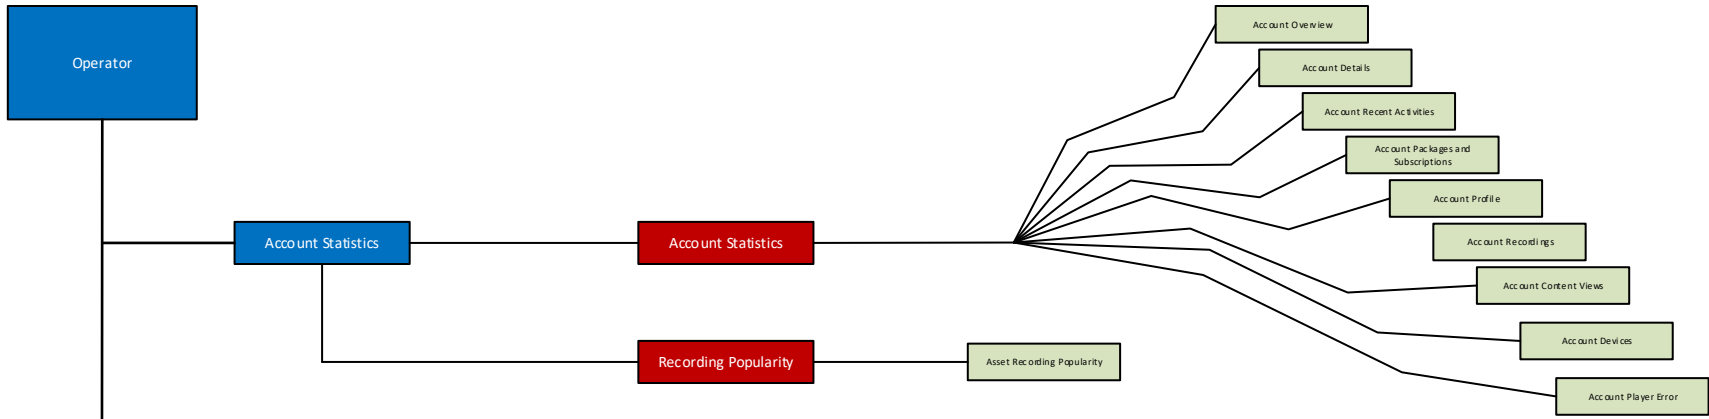 Operator
Account Overview
Account Details
Account Recent Activities
Account Packages and
Subscriptions
Account Profile
Account Statistics
Account Statistics
Account Recordings
Account Content Views
Account Devices
Recording Popularity
Asset Recording Popularity
Account Player Error